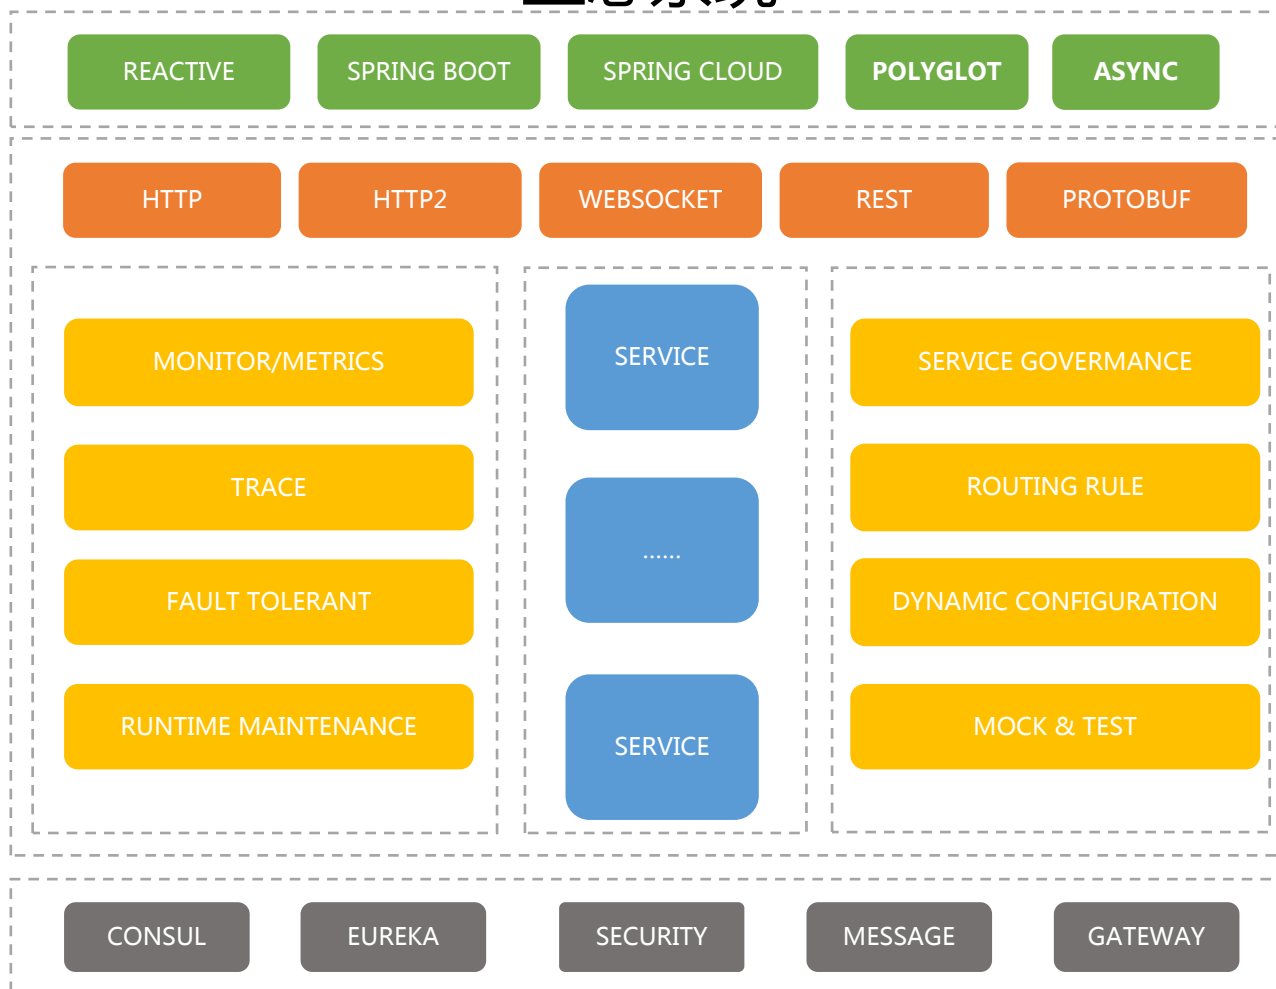 REACTIVE
SPRING BOOT
SPRING CLOUD
POLYGLOT
ASYNC
HTTP
HTTP2
WEBSOCKET
REST
PROTOBUF
MONITOR/METRICS
TRACE
FAULT TOLERANT
RUNTIME MAINTENANCE
SERVICE
......
SERVICE
SERVICE GOVERMANCE
ROUTING RULE
DYNAMIC CONFIGURATION
MOCK & TEST
CONSUL
EUREKA
SECURITY
MESSAGE
GATEWAY